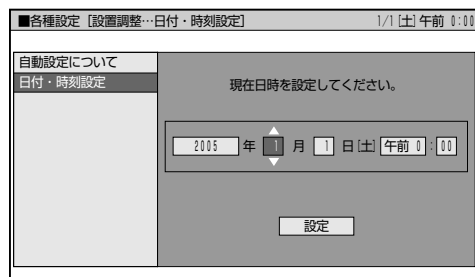 ■各種設定［設置調整…日付・時刻設定］ 1/1［土］午前 0:00
自動設定について
日付・時刻設定
現在日時を設定してください。
2005 年 1 月 1 日［土］午前 0：00
設定